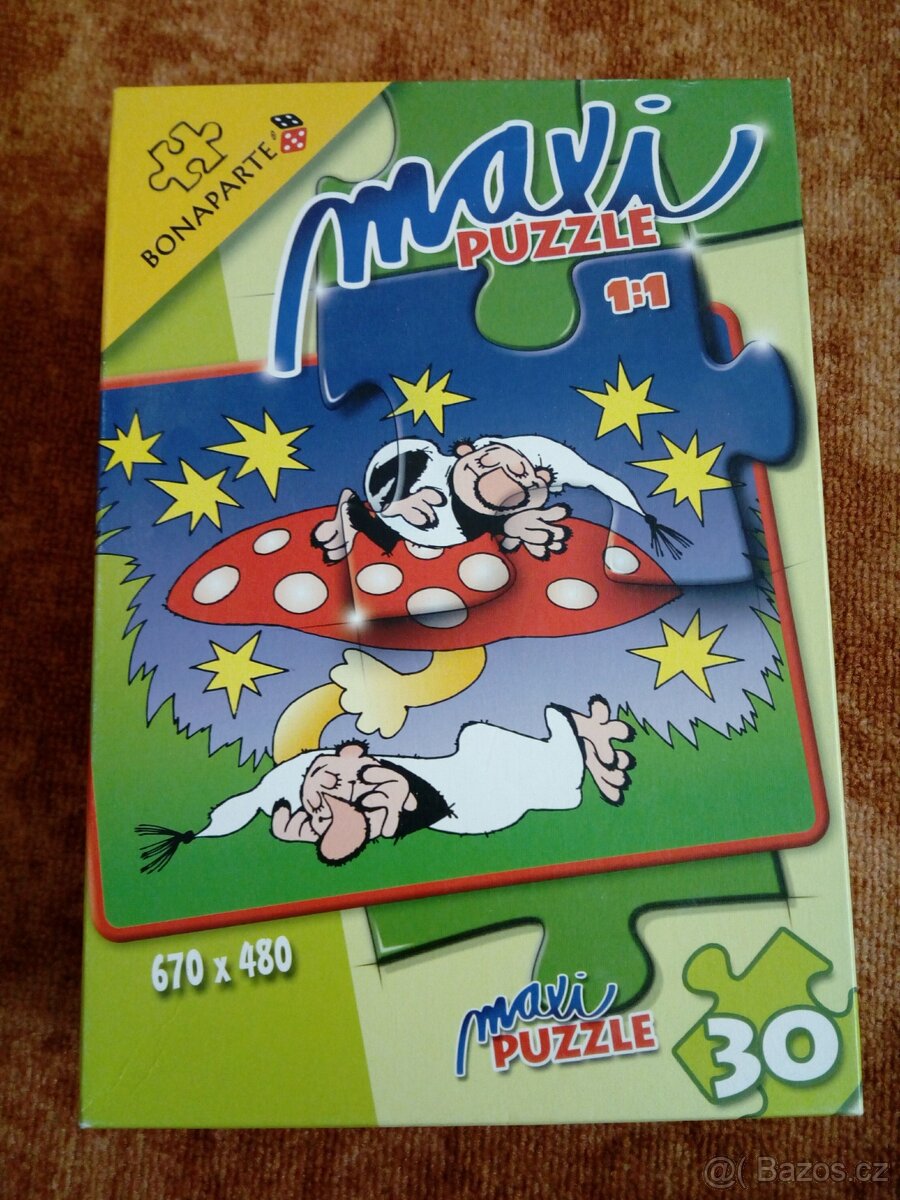 BONAPARTE®
maxi
PUZZLE
1:1
670 x 480
maxi
PUZZLE
30
@( Bazos.cz